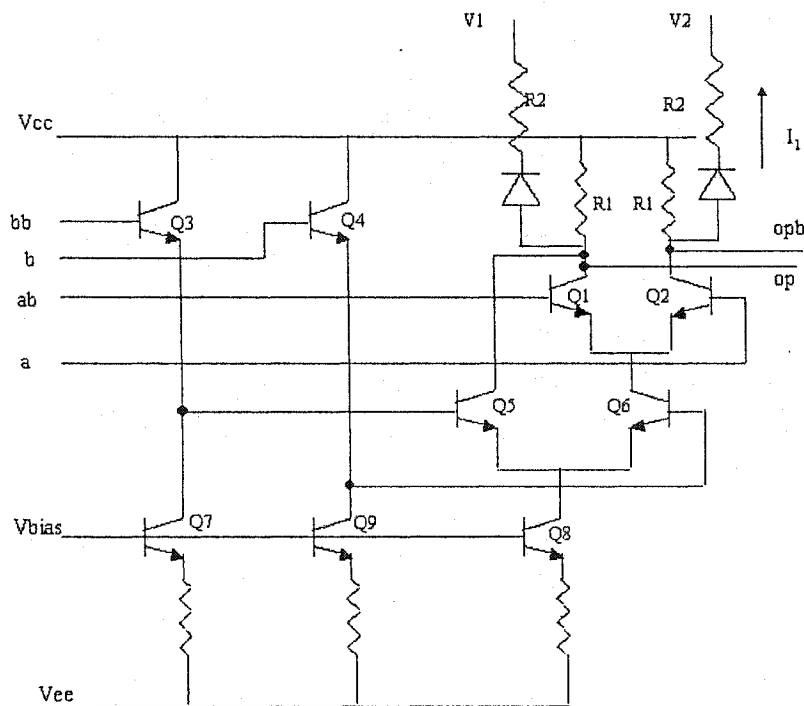 V1 V2
R2 R2
Vcc I1
bb Q3 Q4 R1 R1
b opb
ab Q1 Q2 op
a
Q5 Q6
Vbias Q7 Q9 Q8
Vee